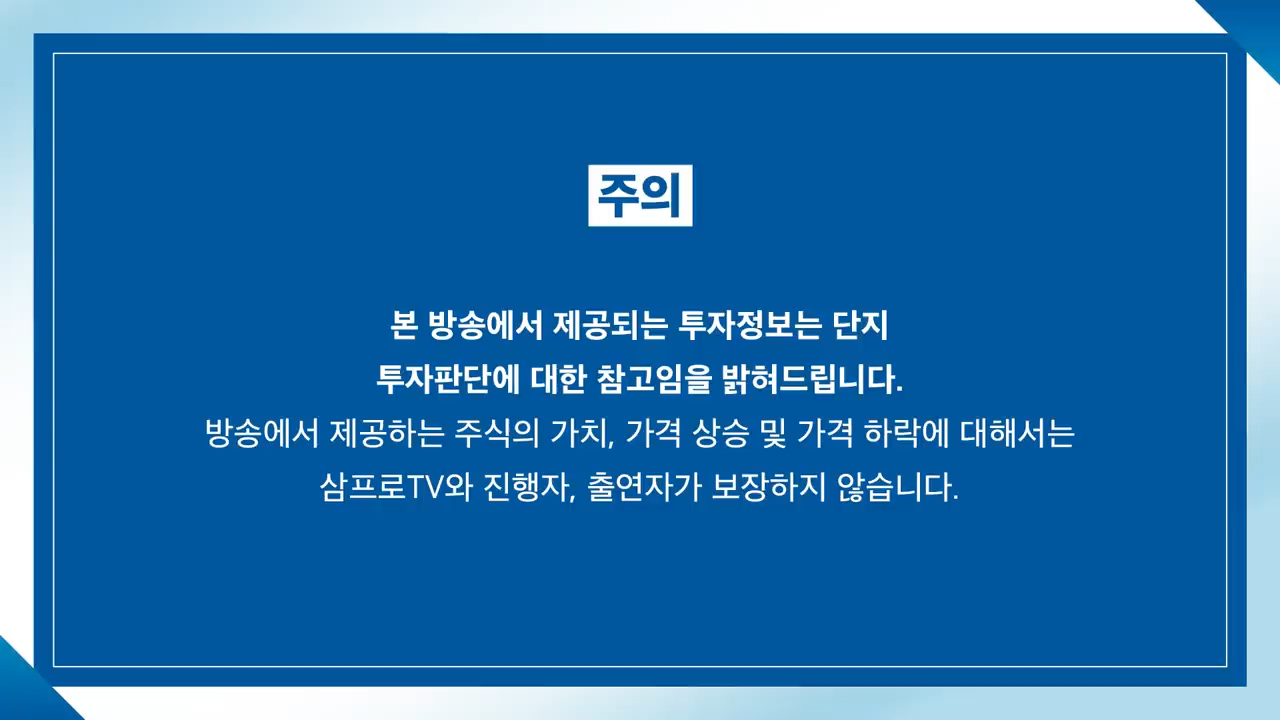 주의
본 방송에서 제공되는 투자정보는 단지
투자판단에 대한 참고임을 밝혀드립니다.
방송에서 제공하는 주식의 가치, 가격 상승 및 가격 하락에 대해서는
삼프로TV와 진행자, 출연자가 보장하지 않습니다.